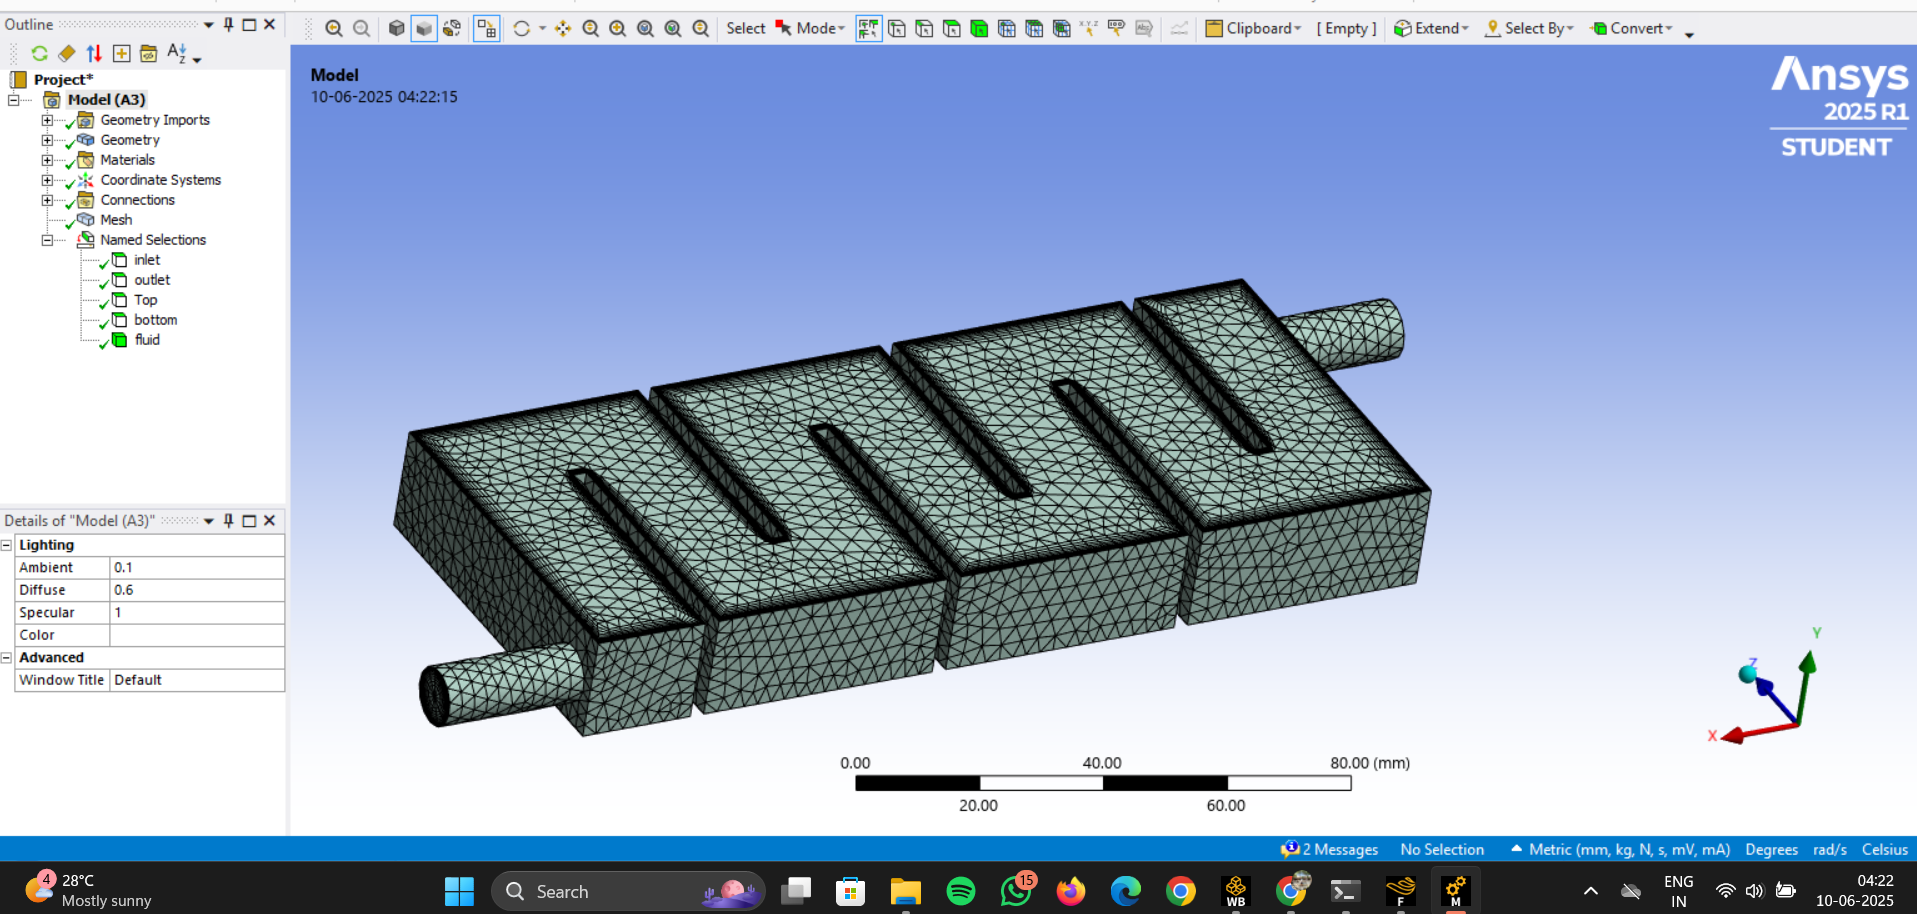 Outline
Select
Mode
Clipboard
[ Empty ]
Extend
Select By
Convert
Project*
Model (A3)
Geometry Imports
Geometry
Materials
Coordinate Systems
Connections
Mesh
Named Selections
inlet
outlet
Top
bottom
fluid
Details of "Model (A3)"
Lighting
Ambient 0.1
Diffuse 0.6
Specular 1
Color
Advanced
Window Title Default
Model
10-06-2025 04:22:15
Ansys
2025 R1
STUDENT
0.00 40.00 80.00 (mm)
20.00 60.00
Y
Z
X
2 Messages No Selection Metric (mm, kg, N, s, mV, mA) Degrees rad/s Celsius
4
28°C
Mostly sunny
Search
15
WB
F
M
ENG
IN
04:22
10-06-2025